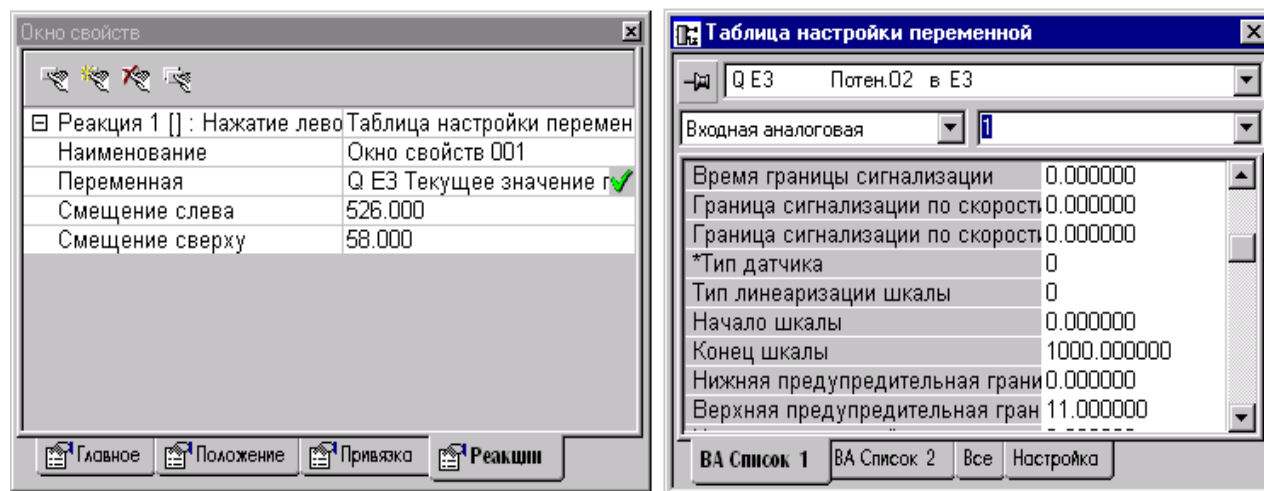 Окно свойств
Реакция 1 [] : Нажатие лево Таблица настройки перемен
Наименование Окно свойств 001
Переменная Q E3 Текущее значение г
Смещение слева 526.000
Смещение сверху 58.000
Главное Положение Привязка Реакции
Таблица настройки переменной
Q E3 Потен.02 в E3
Входная аналоговая 1
Время границы сигнализации 0.000000
Граница сигнализации по скорости 0.000000
Граница сигнализации по скорости 0.000000
*Тип датчика 0
Тип линеаризации шкалы 0
Начало шкалы 0.000000
Конец шкалы 1000.000000
Нижняя предупредительная грани 0.000000
Верхняя предупредительная гран 11.000000
ВА Список 1 ВА Список 2 Все Настройка